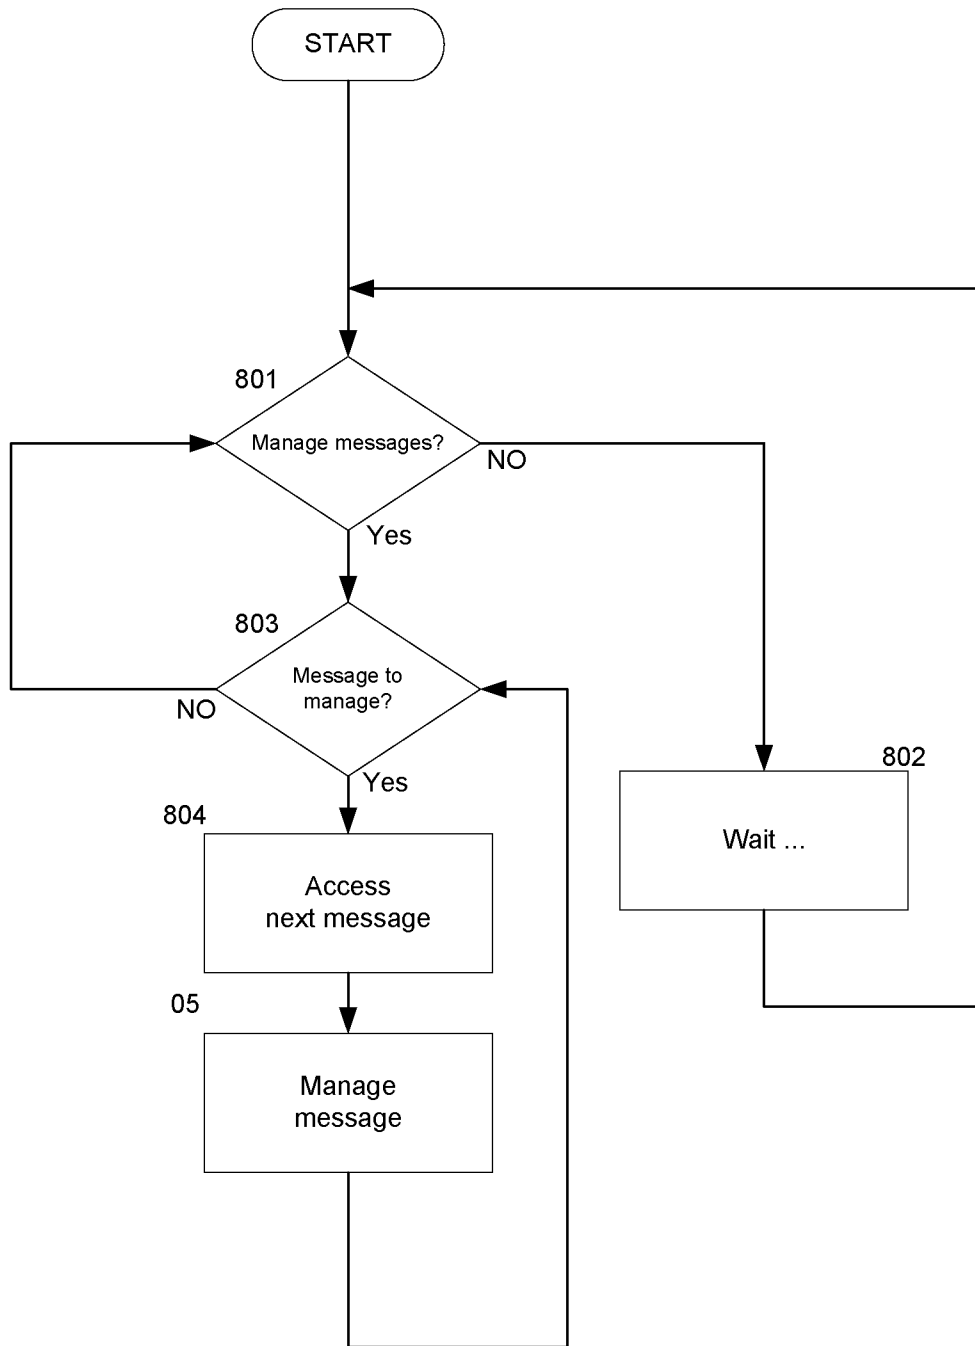 START
801
Manage messages?
NO
Yes
803
Message to
manage?
NO
Yes
802
Wait ...
804
Access
next message
05
Manage
message